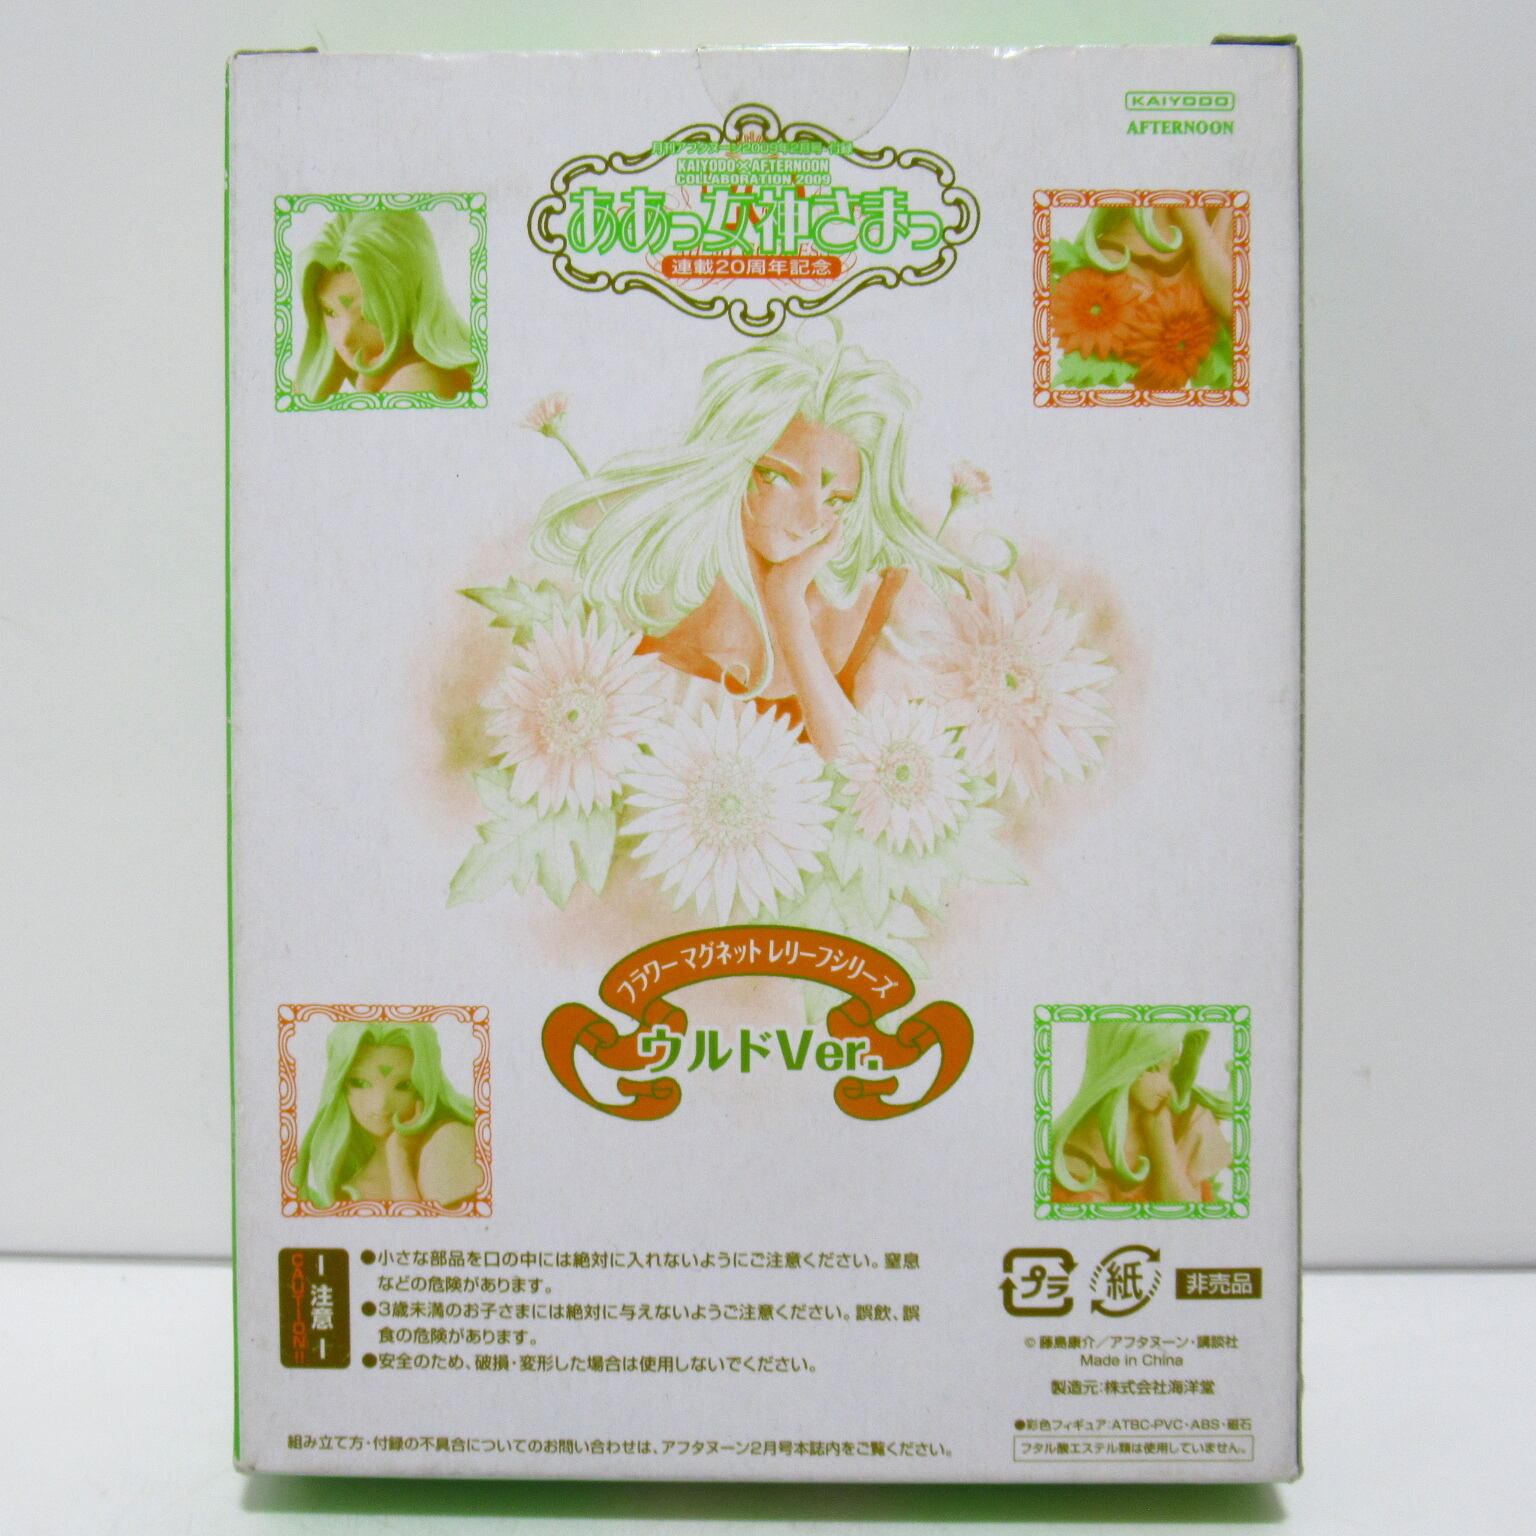 KAIYODO
AFTERNOON
月刊アフタヌーン2009年2月号・付録
KAIYODO×AFTERNOON
COLLABORATION 2009
ああっ女神さまっ
連載20周年記念
フラワーマグネット レリーフシリーズ
ウルドVer.
CAUTION!!
注意
●小さな部品を口の中には絶対に入れないようにご注意ください。窒息
などの危険があります。
●3歳未満のお子さまには絶対に与えないようご注意ください。誤飲、誤
食の危険があります。
●安全のため、破損・変形した場合は使用しないでください。
プラ
紙
非売品
© 藤島康介／アフタヌーン・講談社
Made in China
製造元:株式会社海洋堂
●彩色フィギュア:ATBC-PVC・ABS・磁石
フタル酸エステル類は使用していません。
組み立て方・付録の不具合についてのお問い合わせは、アフタヌーン2月号本誌内をご覧ください。